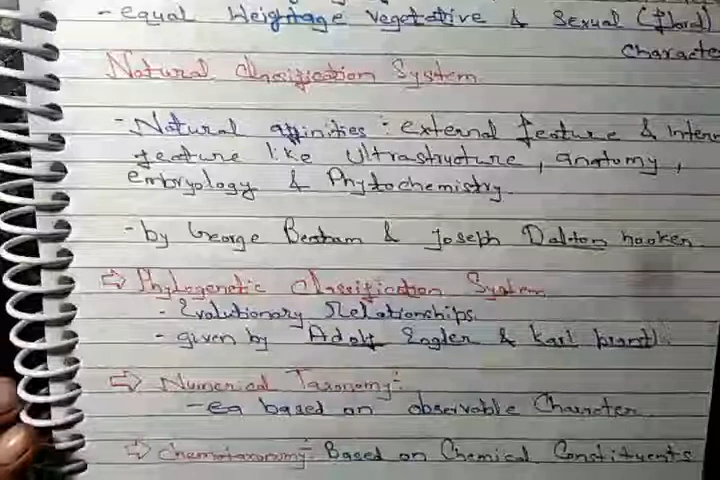 - equal Weightage vegetative & Sexual (floral)
Characte
Natural Classification System
- Natural affinities : external feature & Intern
feature like Ultrastructure, anatomy,
embryology & Phytochemistry.
- by George Bentham & Joseph Dalton hooker
⇨ Phylogenetic Classification System
- Evolutionary Relationships.
- given by Adolf Engler & Karl prantl.
⇨ Numerical Taxonomy:-
- based on observable Character
⇨ Chemotaxonomy:- Based on Chemical Constituents